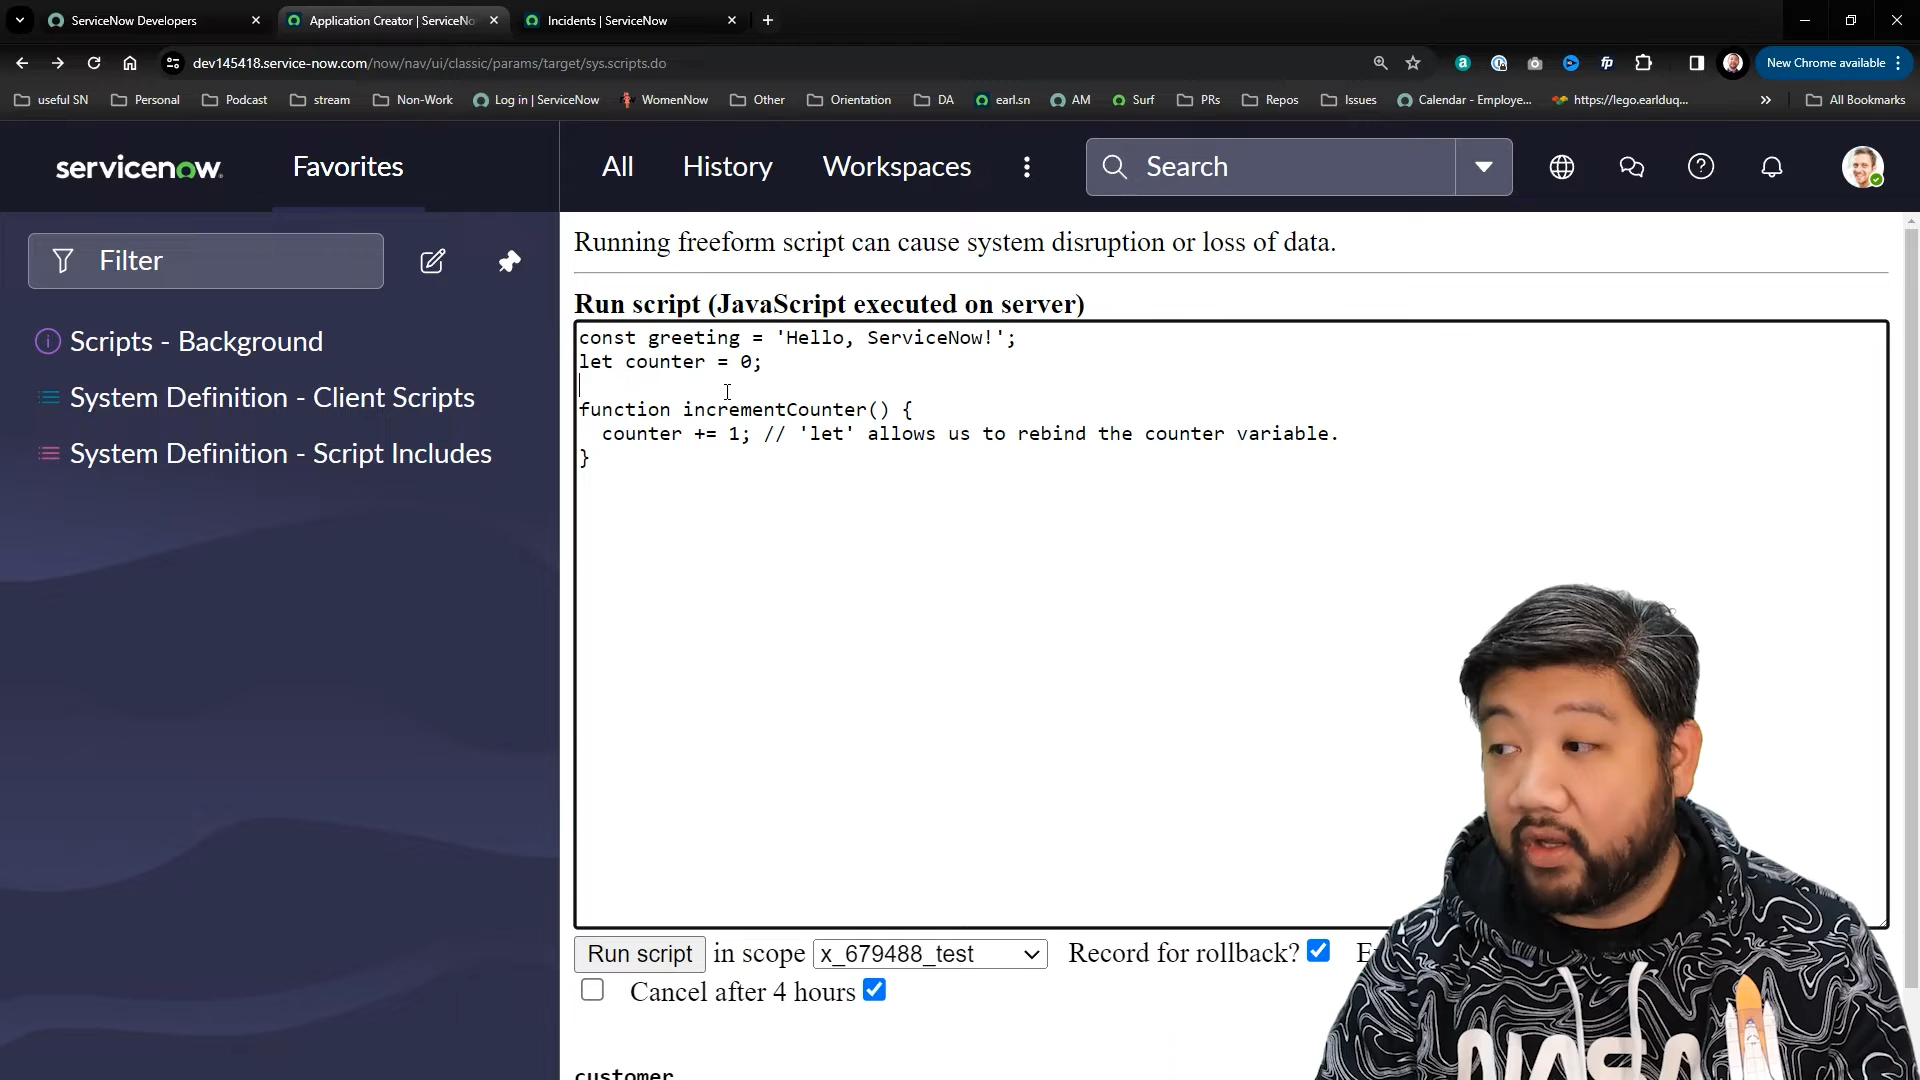 ServiceNow Developers
Application Creator | ServiceNo
Incidents | ServiceNow
dev145418.service-now.com/now/nav/ui/classic/params/target/sys.scripts.do
New Chrome available
useful SN
Personal
Podcast
stream
Non-Work
Log in | ServiceNow
WomenNow
Other
Orientation
DA
earl.sn
AM
Surf
PRs
Repos
Issues
Calendar - Employe...
https://lego.earlduq...
All Bookmarks
servicenow
Favorites
All
History
Workspaces
Search
Filter
Scripts - Background
System Definition - Client Scripts
System Definition - Script Includes
Running freeform script can cause system disruption or loss of data.
Run script (JavaScript executed on server)
const greeting = 'Hello, ServiceNow!';
let counter = 0;
function incrementCounter() {
counter += 1; // 'let' allows us to rebind the counter variable.
}
Run script in scope x_679488_test Record for rollback?
Cancel after 4 hours
customer
NASA